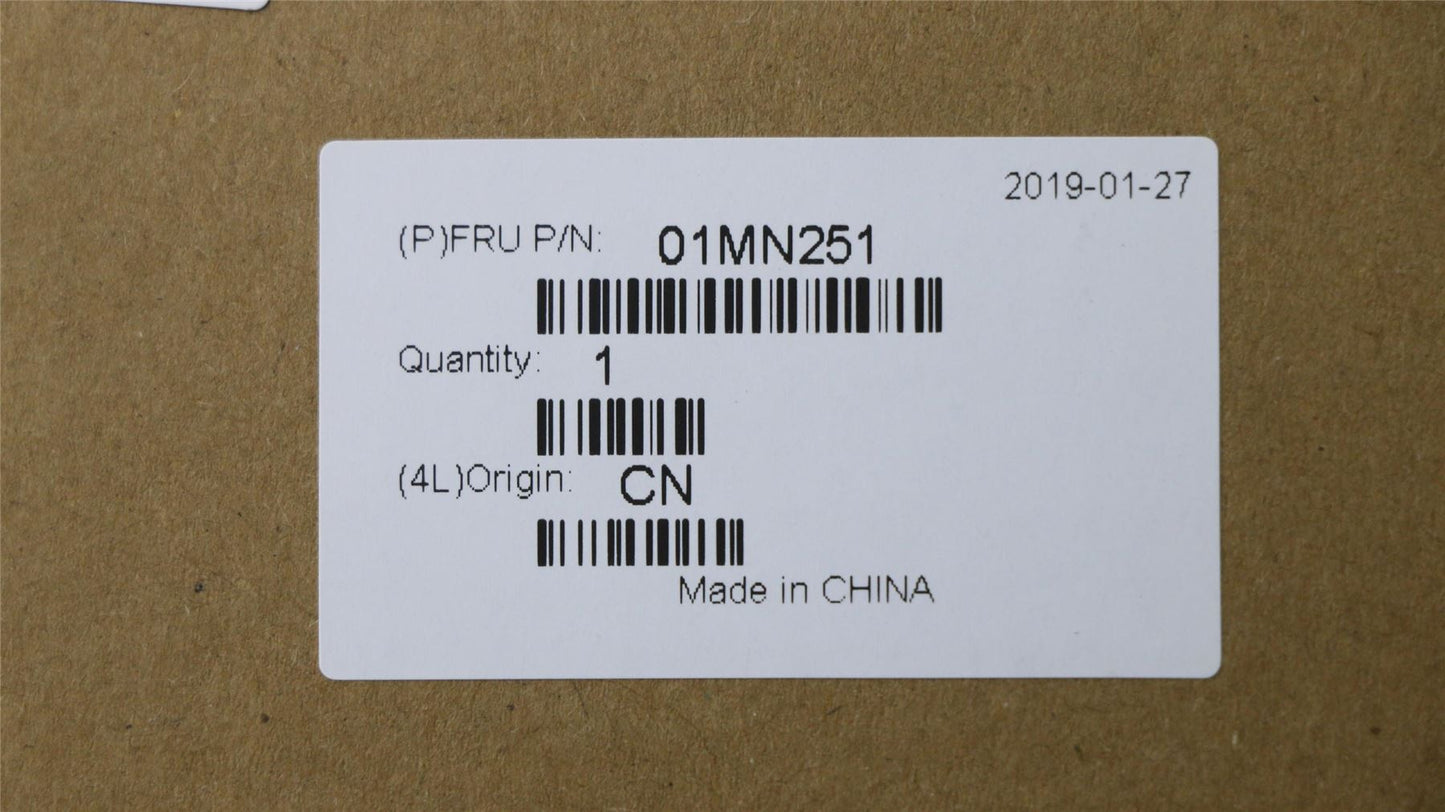 2019-01-27
(P)FRU P/N: 01MN251
Quantity: 1
(4L)Origin: CN
Made in CHINA